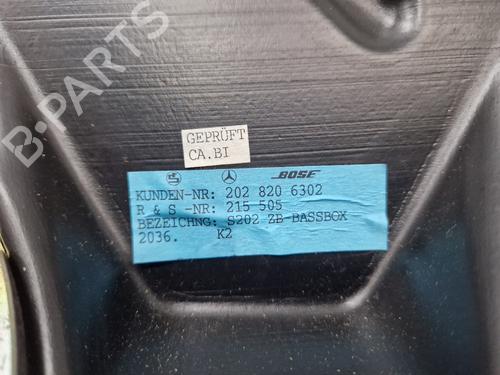 GEPRÜFT
CA.BI
BOSE
KUNDEN-NR: 202 820 6302
R & S -NR: 215 505
BEZEICHNG: S202 ZB-BASSBOX
2036. K2
B-PARTS